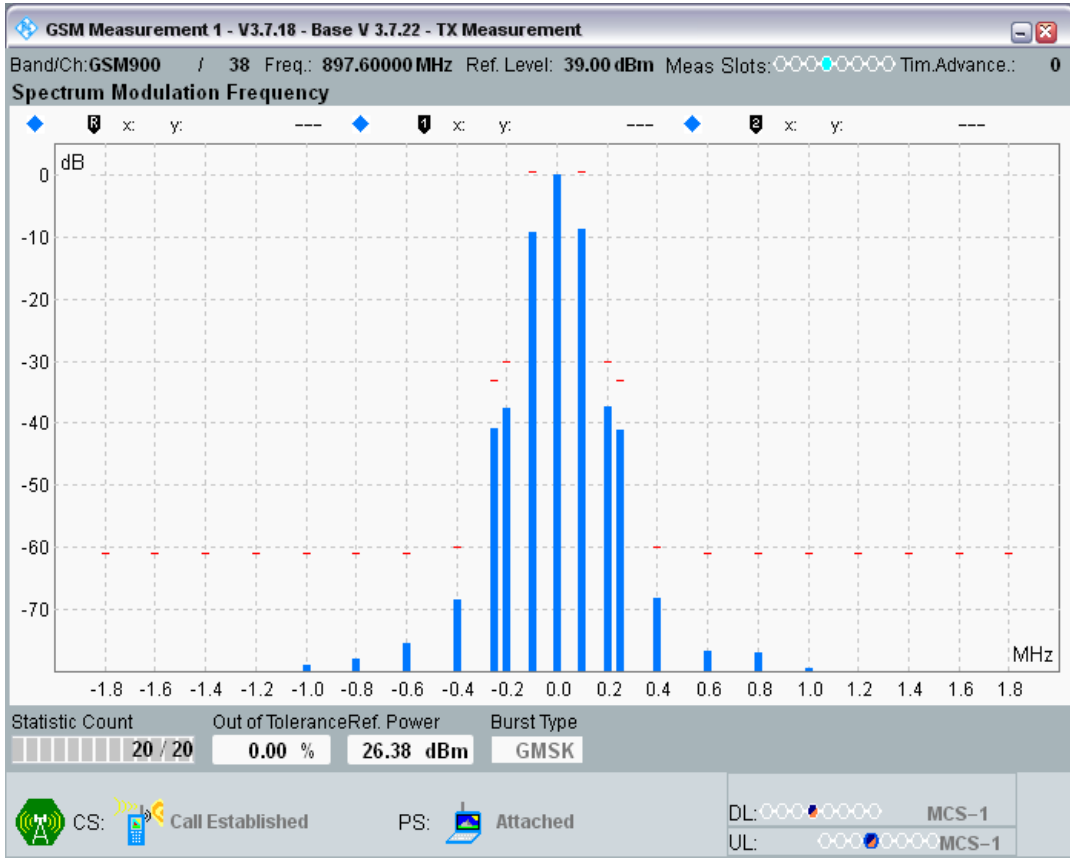 GSM Measurement 1 - V3.7.18 - Base V 3.7.22 - TX Measurement
Band/Ch:GSM900 / 38 Freq.: 897.60000 MHz Ref. Level: 39.00 dBm Meas Slots: Tim.Advance.: 0
Spectrum Modulation Frequency
R x: y: --- 1 x: y: --- 2 x: y: ---
dB
0
-10
-20
-30
-40
-50
-60
-70
MHz
-1.8 -1.6 -1.4 -1.2 -1.0 -0.8 -0.6 -0.4 -0.2 0.0 0.2 0.4 0.6 0.8 1.0 1.2 1.4 1.6 1.8
Statistic Count Out of Tolerance Ref. Power Burst Type
20 / 20 0.00 % 26.38 dBm GMSK
CS: Call Established PS: Attached
DL: MCS-1
UL: MCS-1